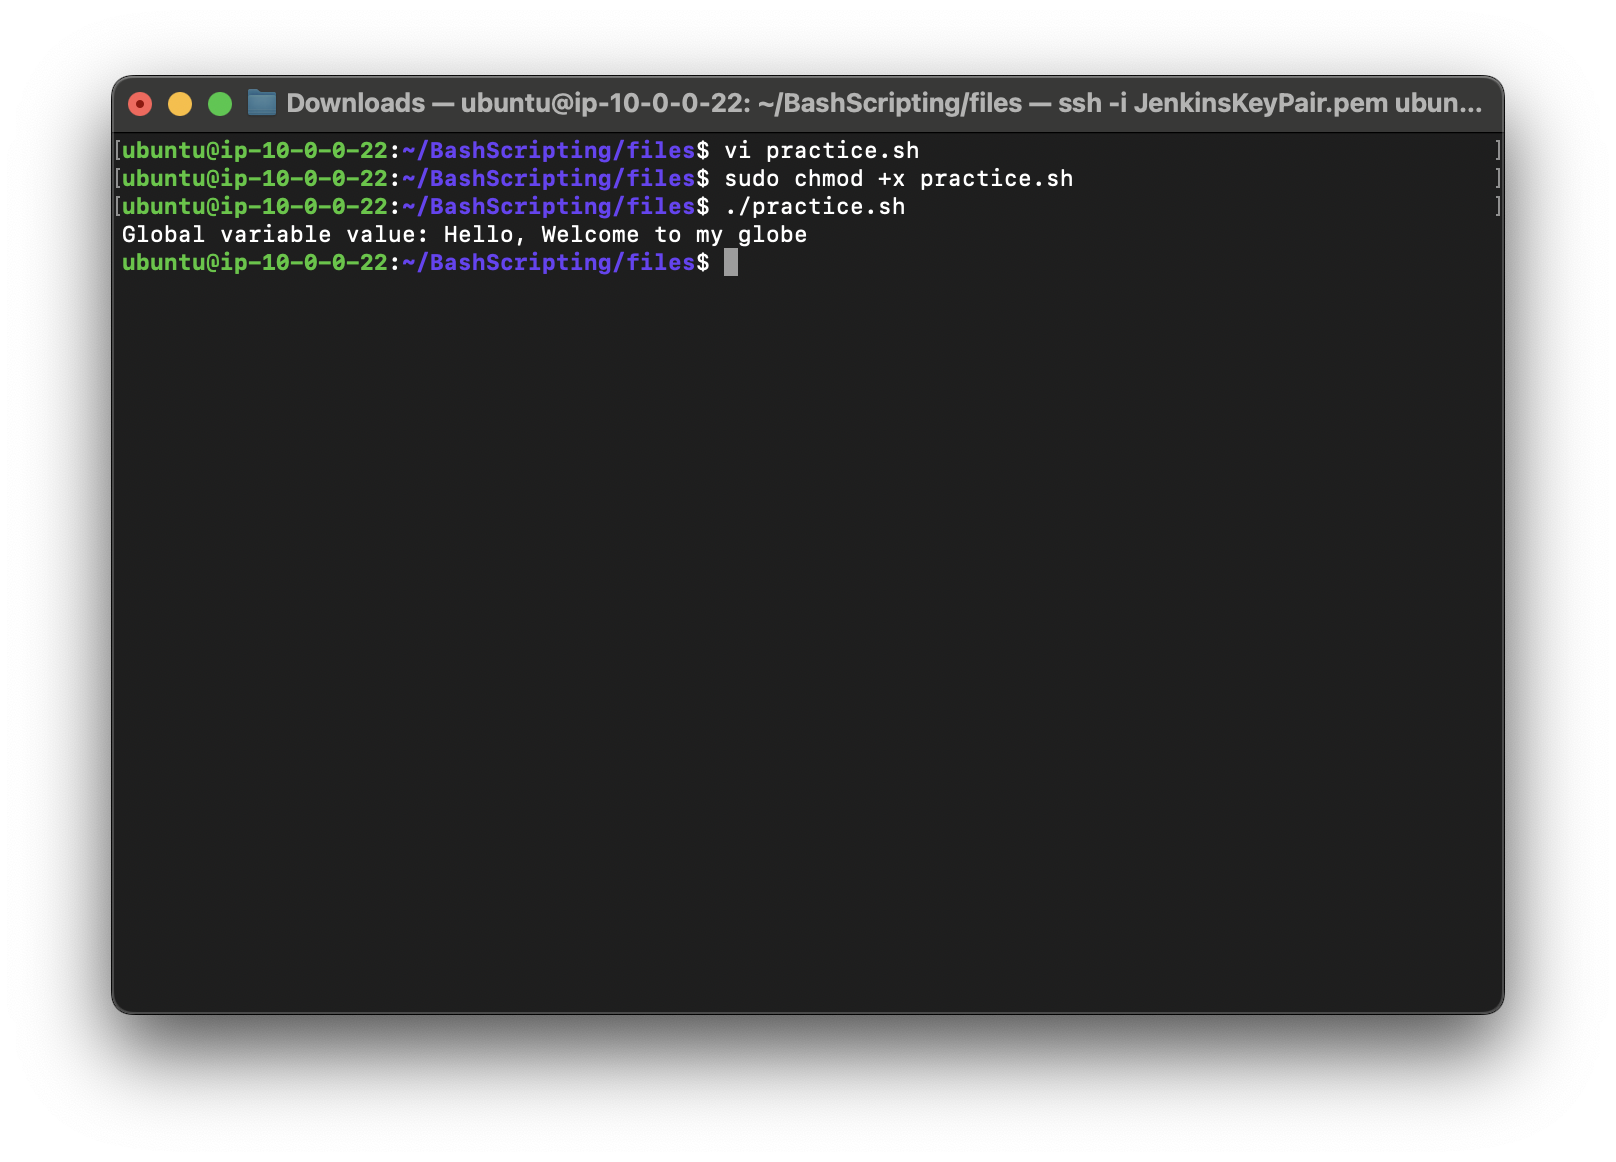 Downloads — ubuntu@ip-10-0-0-22: ~/BashScripting/files — ssh -i JenkinsKeyPair.pem ubun...
[ubuntu@ip-10-0-0-22:~/BashScripting/files$ vi practice.sh ]
[ubuntu@ip-10-0-0-22:~/BashScripting/files$ sudo chmod +x practice.sh ]
[ubuntu@ip-10-0-0-22:~/BashScripting/files$ ./practice.sh ]
Global variable value: Hello, Welcome to my globe
ubuntu@ip-10-0-0-22:~/BashScripting/files$